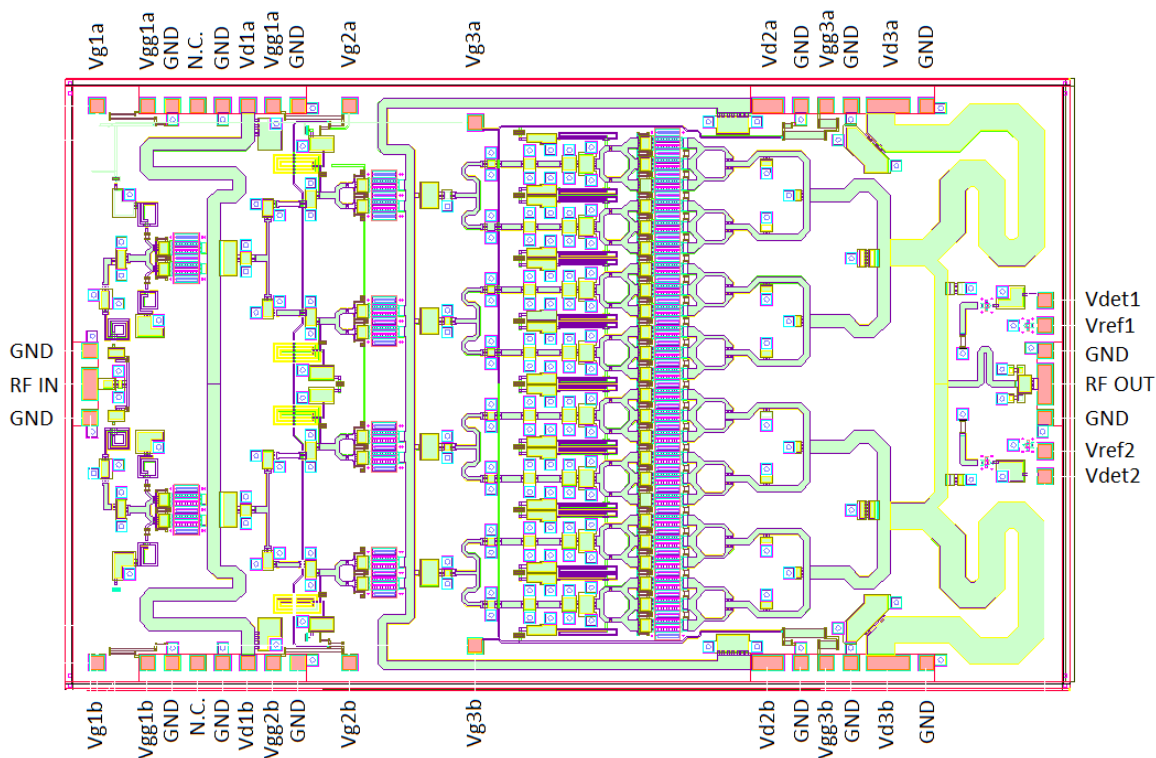 Vg1a
Vgg1a
GND
N.C.
GND
Vd1a
Vgg1a
GND
Vg2a
Vg3a
Vd2a
GND
Vgg3a
GND
Vd3a
GND
GND
RF IN
GND
Vdet1
Vref1
GND
RF OUT
GND
Vref2
Vdet2
Vg1b
Vgg1b
GND
N.C.
GND
Vd1b
Vgg2b
GND
Vg2b
Vg3b
Vd2b
GND
Vgg3b
GND
Vd3b
GND